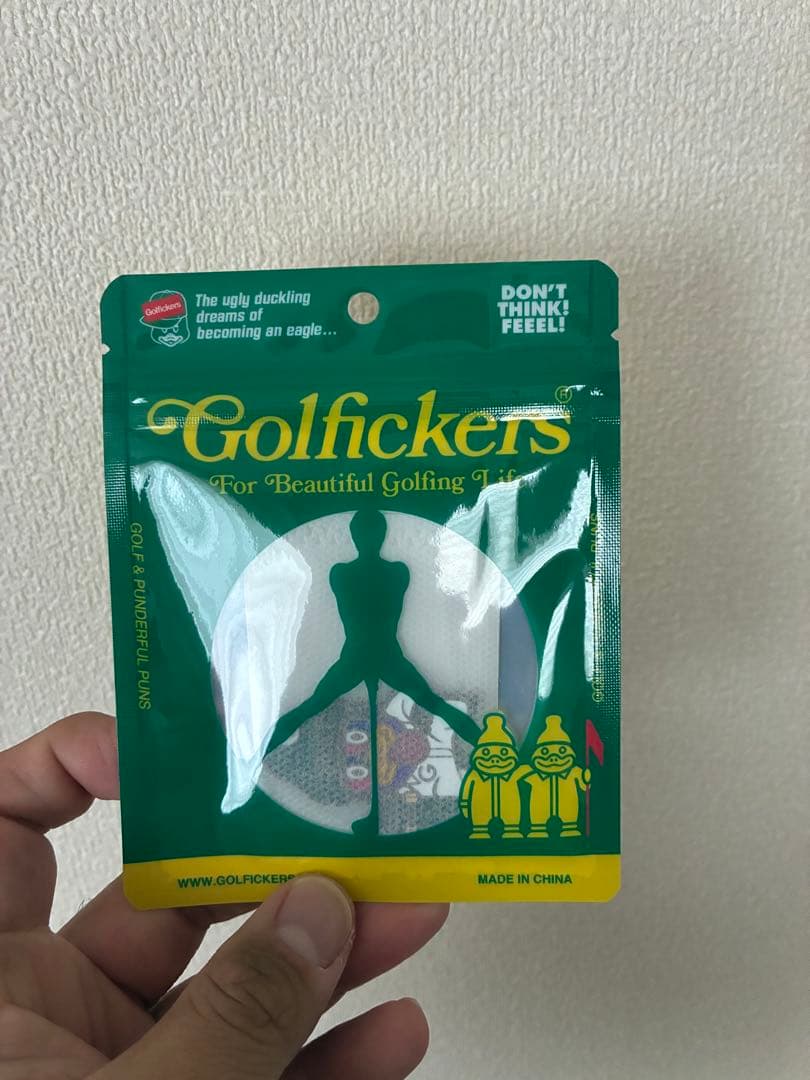 Golfickers
The ugly duckling
dreams of
becoming an eagle...
DON'T
THINK!
FEEEL!
Golfickers®
For Beautiful Golfing
GOLF & PUNDERFUL PUNS
NG
WWW.GOLFICKERS
MADE IN CHINA